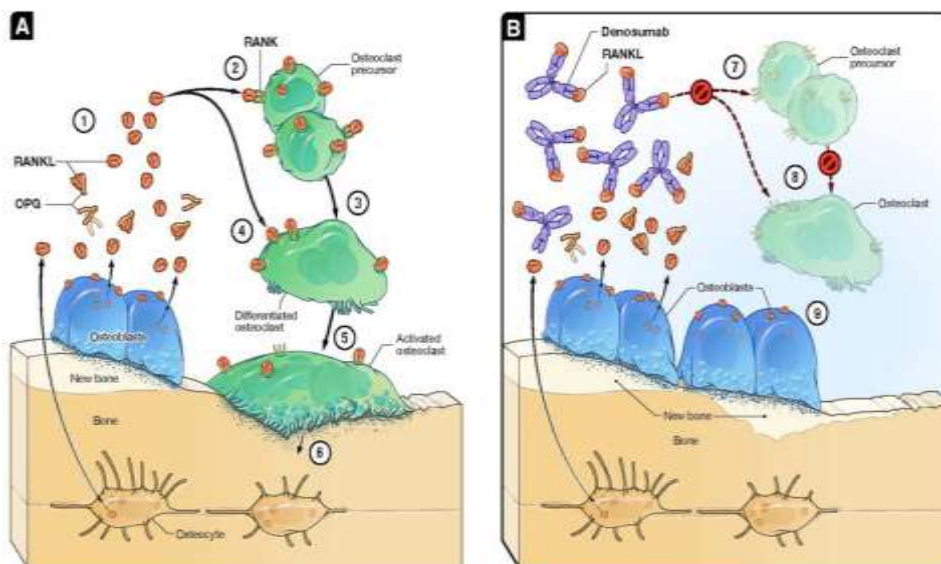 A
RANK
2
Osteoclast
precursor
1
RANKL
OPG
3
4
Differentiated
osteoclast
5
Activated
osteoclast
Osteoblasts
New bone
Bone
6
Osteocyte
B
Denosumab
RANKL
7
Osteoclast
precursor
8
Osteoclast
Osteoblasts
9
New bone
Bone